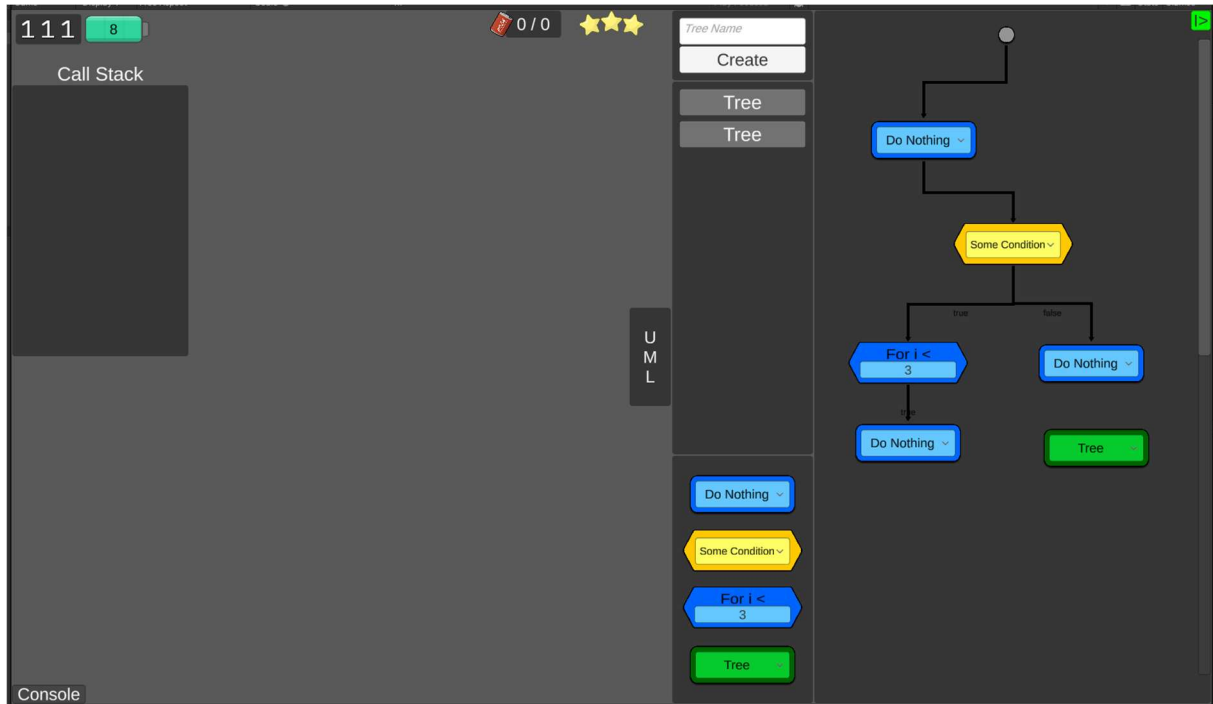 111
8
0/0
Call Stack
U
M
L
Console
Tree Name
Create
Tree
Tree
Do Nothing
Some Condition
For i <
3
Tree
Do Nothing
Some Condition
true
false
For i <
3
Do Nothing
true
Do Nothing
Tree
|>